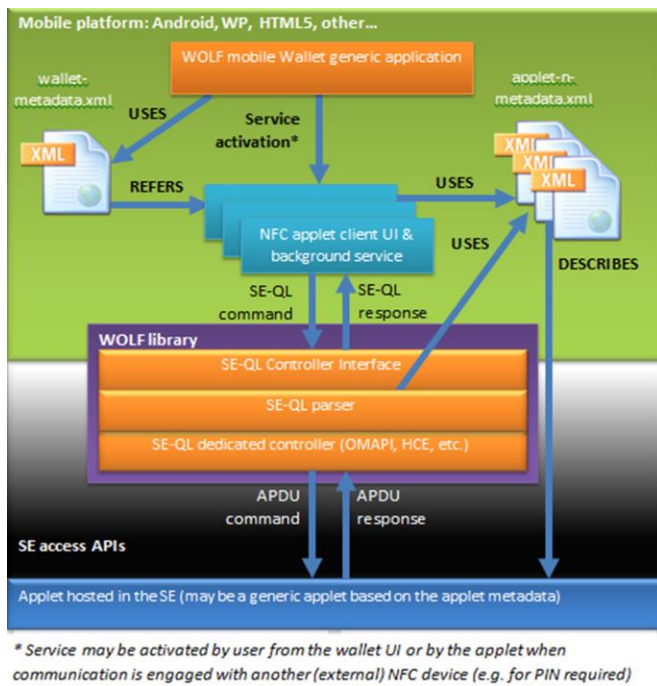 Mobile platform: Android, WP, HTML5, other...
WOLF mobile Wallet generic application
wallet-
metadata.xml
applet-n-
metadata.xml
USES
Service
activation*
XML
XML
XML
XML
REFERS
USES
NFC applet client UI &
background service
USES
DESCRIBES
SE-QL
command
SE-QL
response
WOLF library
SE-QL Controller Interface
SE-QL parser
SE-QL dedicated controller (OMAPI, HCE, etc.)
APDU
command
APDU
response
SE access APIs
Applet hosted in the SE (may be a generic applet based on the applet metadata)
* Service may be activated by user from the wallet UI or by the applet when
communication is engaged with another (external) NFC device (e.g. for PIN required)